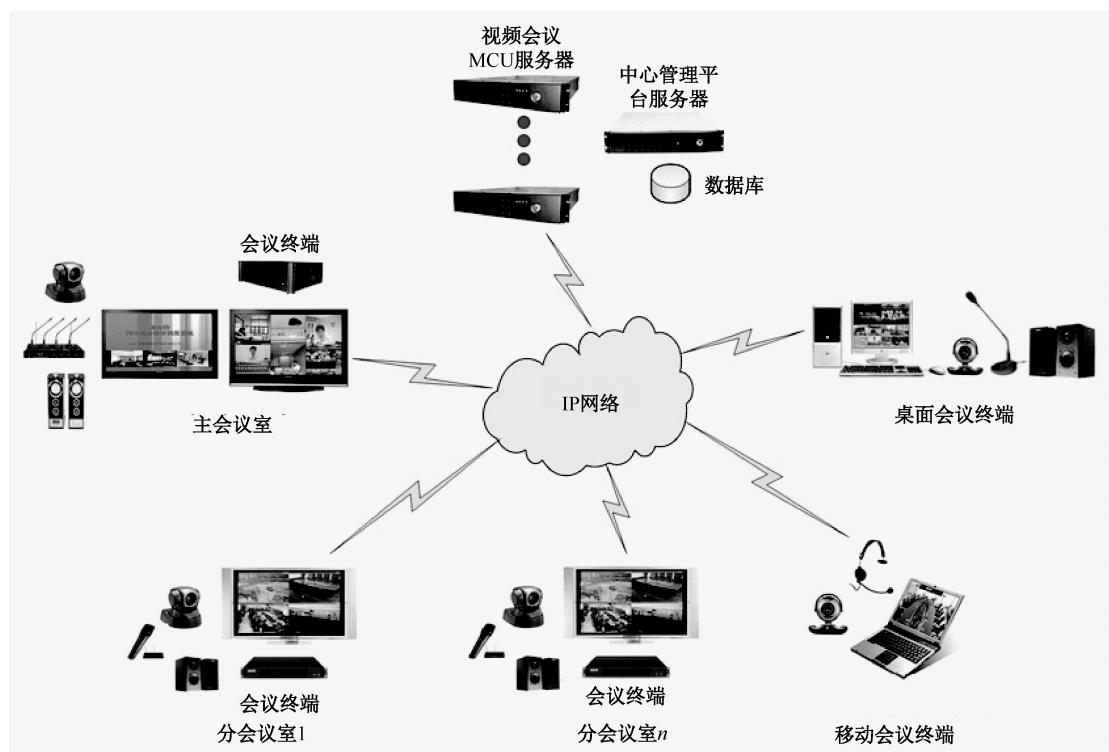 视频会议
MCU服务器
中心管理平
台服务器
数据库
会议终端
主会议室
IP网络
桌面会议终端
会议终端
分会议室1
会议终端
分会议室n
移动会议终端